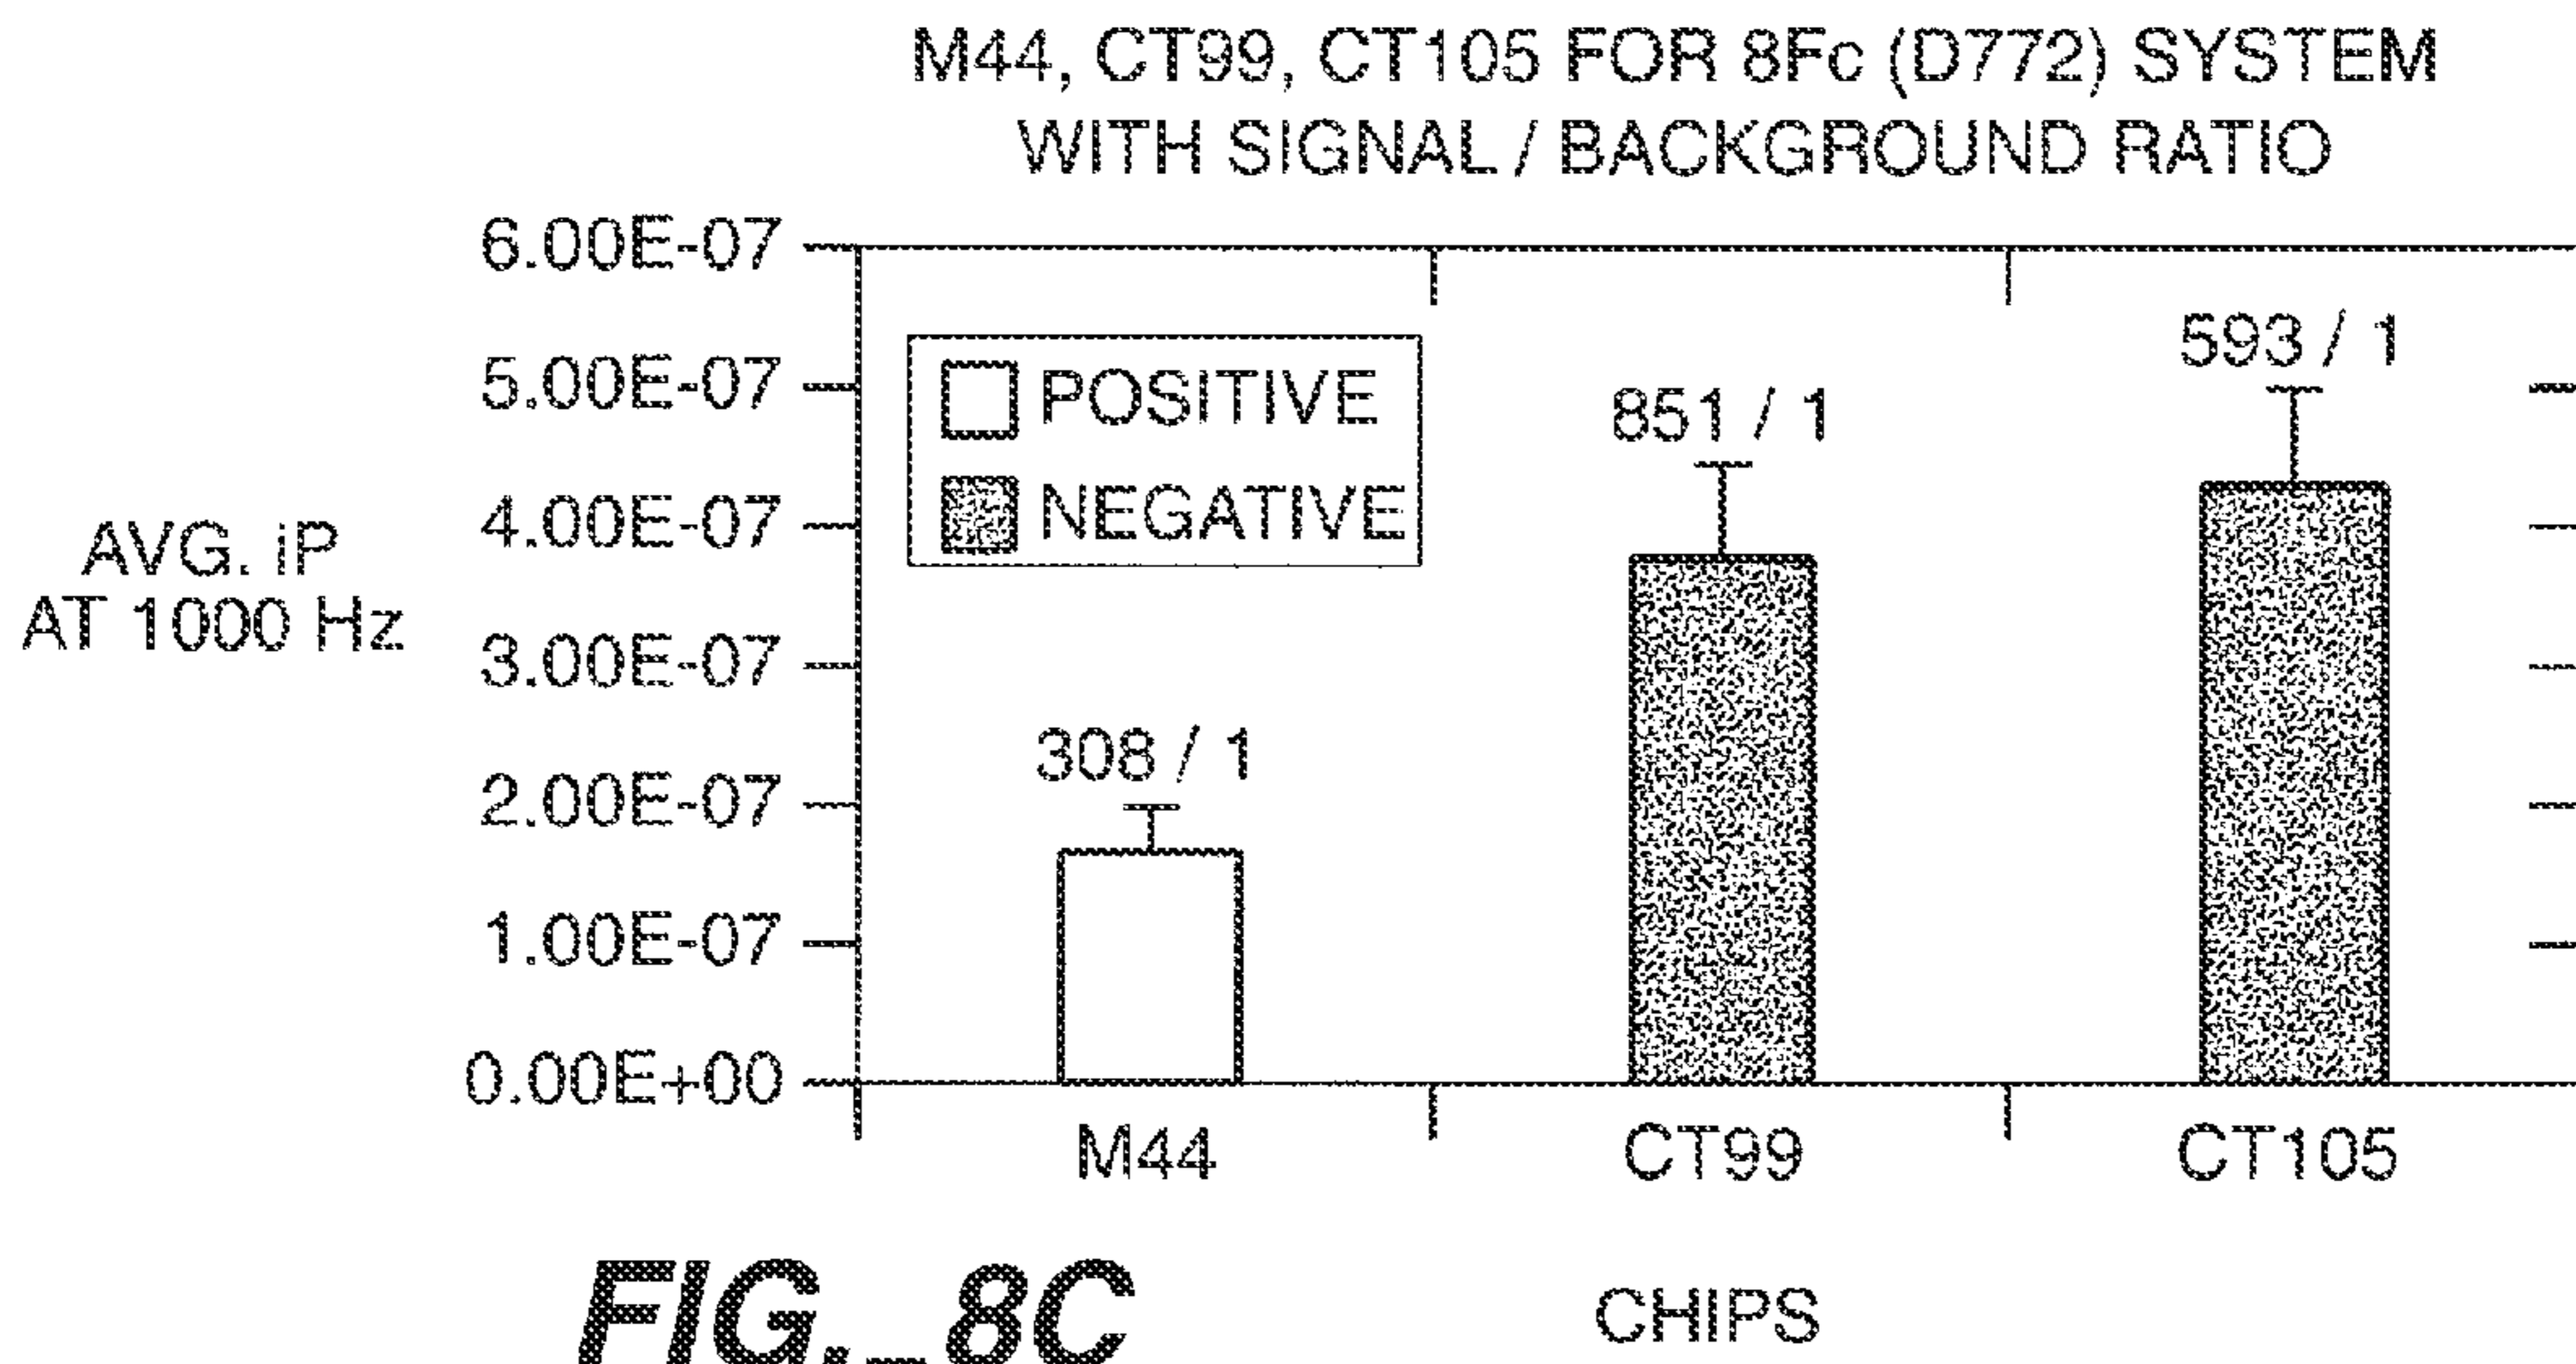 M44, CT99, CT105 FOR 8Fc (D772) SYSTEM
WITH SIGNAL / BACKGROUND RATIO
6.00E-07
5.00E-07
4.00E-07
3.00E-07
2.00E-07
1.00E-07
0.00E+00
AVG. iP
AT 1000 Hz
POSITIVE
NEGATIVE
308 / 1
851 / 1
593 / 1
M44
CT99
CT105
CHIPS
FIG._8C